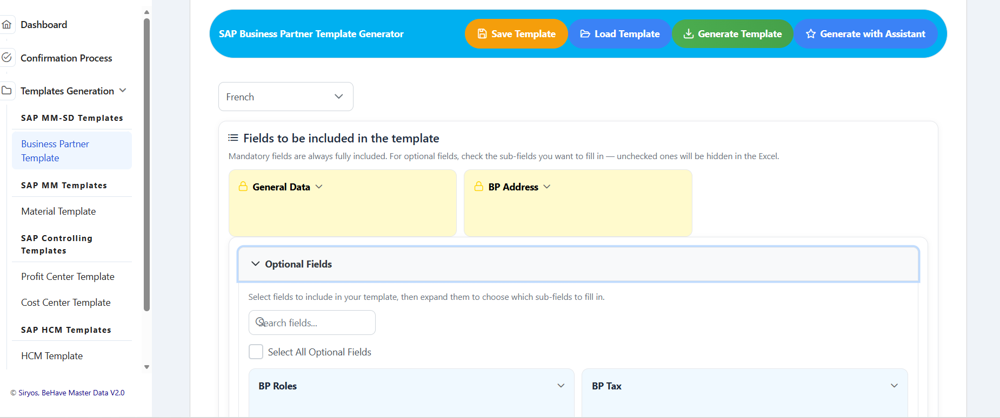 Dashboard
Confirmation Process
Templates Generation
SAP MM-SD Templates
Business Partner
Template
SAP MM Templates
Material Template
SAP Controlling
Templates
Profit Center Template
Cost Center Template
SAP HCM Templates
HCM Template
© Siryos, BeHave Master Data V2.0
SAP Business Partner Template Generator
Save Template
Load Template
Generate Template
Generate with Assistant
French
Fields to be included in the template
Mandatory fields are always fully included. For optional fields, check the sub-fields you want to fill in — unchecked ones will be hidden in the Excel.
General Data
BP Address
Optional Fields
Select fields to include in your template, then expand them to choose which sub-fields to fill in.
Search fields...
Select All Optional Fields
BP Roles
BP Tax